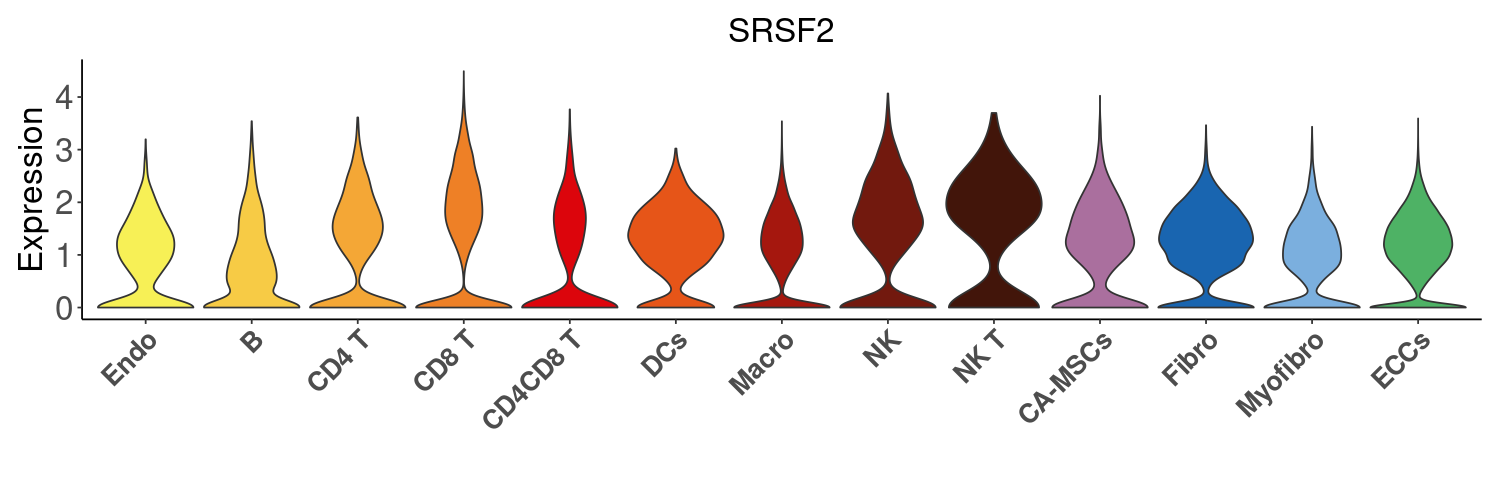 SRSF2
Expression
4
3
2
1
0
Endo
B
CD4 T
CD8 T
CD4CD8 T
DCs
Macro
NK
NK T
CA-MSCs
Fibro
Myofibro
ECCs